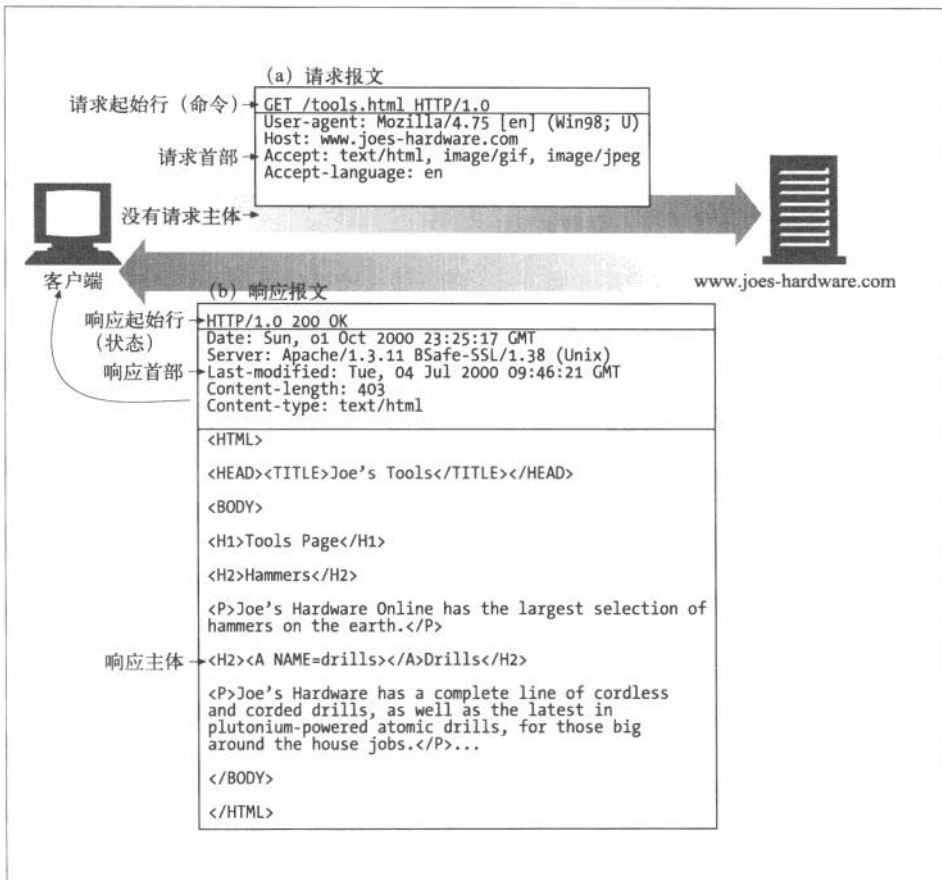 (a) 请求报文
请求起始行（命令）
GET /tools.html HTTP/1.0
User-agent: Mozilla/4.75 [en] (Win98; U)
Host: www.joes-hardware.com
请求首部
Accept: text/html, image/gif, image/jpeg
Accept-language: en
没有请求主体
客户端
www.joes-hardware.com
(b) 响应报文
响应起始行
（状态）
HTTP/1.0 200 OK
Date: Sun, o1 Oct 2000 23:25:17 GMT
Server: Apache/1.3.11 BSafe-SSL/1.38 (Unix)
响应首部
Last-modified: Tue, 04 Jul 2000 09:46:21 GMT
Content-length: 403
Content-type: text/html
<HTML>
<HEAD><TITLE>Joe's Tools</TITLE></HEAD>
<BODY>
<H1>Tools Page</H1>
<H2>Hammers</H2>
<P>Joe's Hardware Online has the largest selection of
hammers on the earth.</P>
响应主体
<H2><A NAME=drills></A>Drills</H2>
<P>Joe's Hardware has a complete line of cordless
and corded drills, as well as the latest in
plutonium-powered atomic drills, for those big
around the house jobs.</P>...
</BODY>
</HTML>